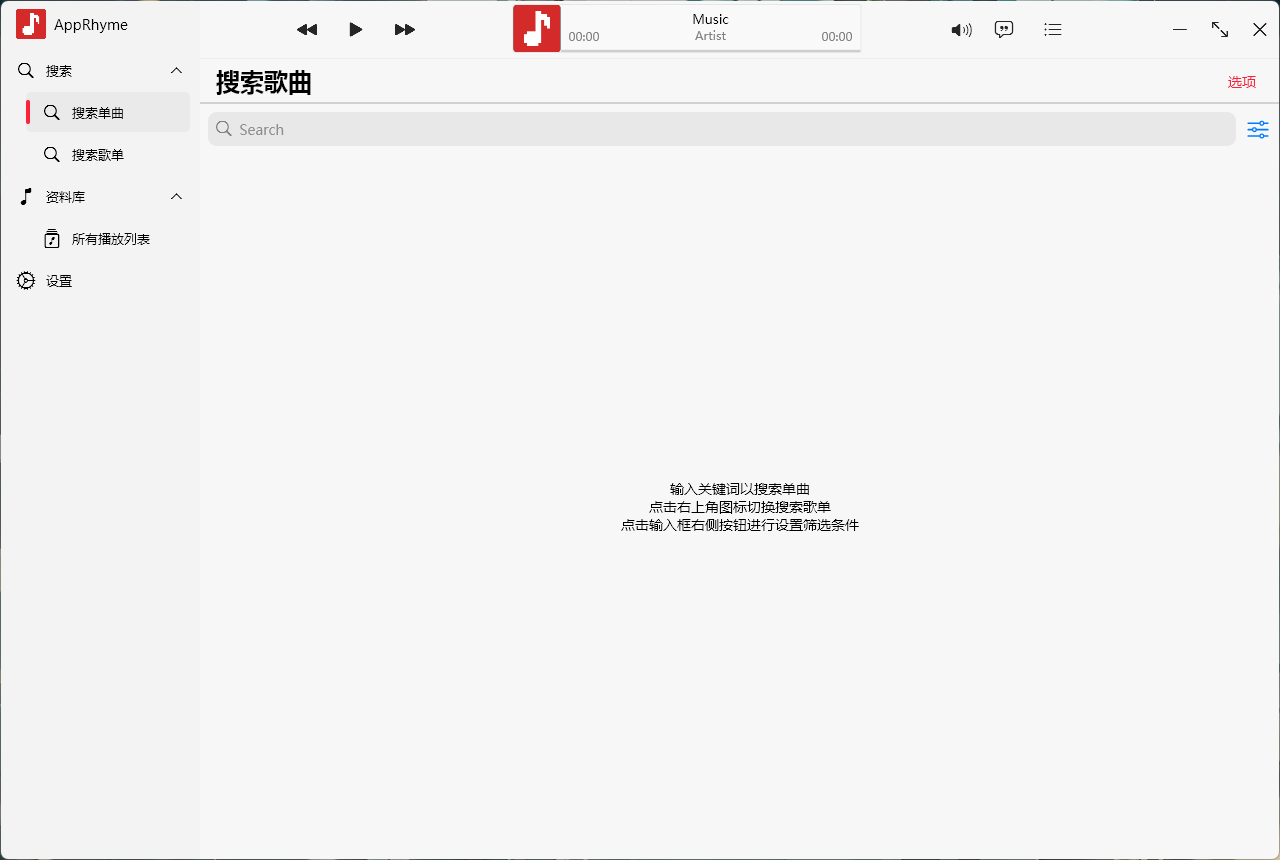 AppRhyme
Music
00:00
Artist
00:00
搜索
搜索单曲
搜索歌单
资料库
所有播放列表
设置
搜索歌曲
选项
Search
输入关键词以搜索单曲
点击右上角图标切换搜索歌单
点击输入框右侧按钮进行设置筛选条件